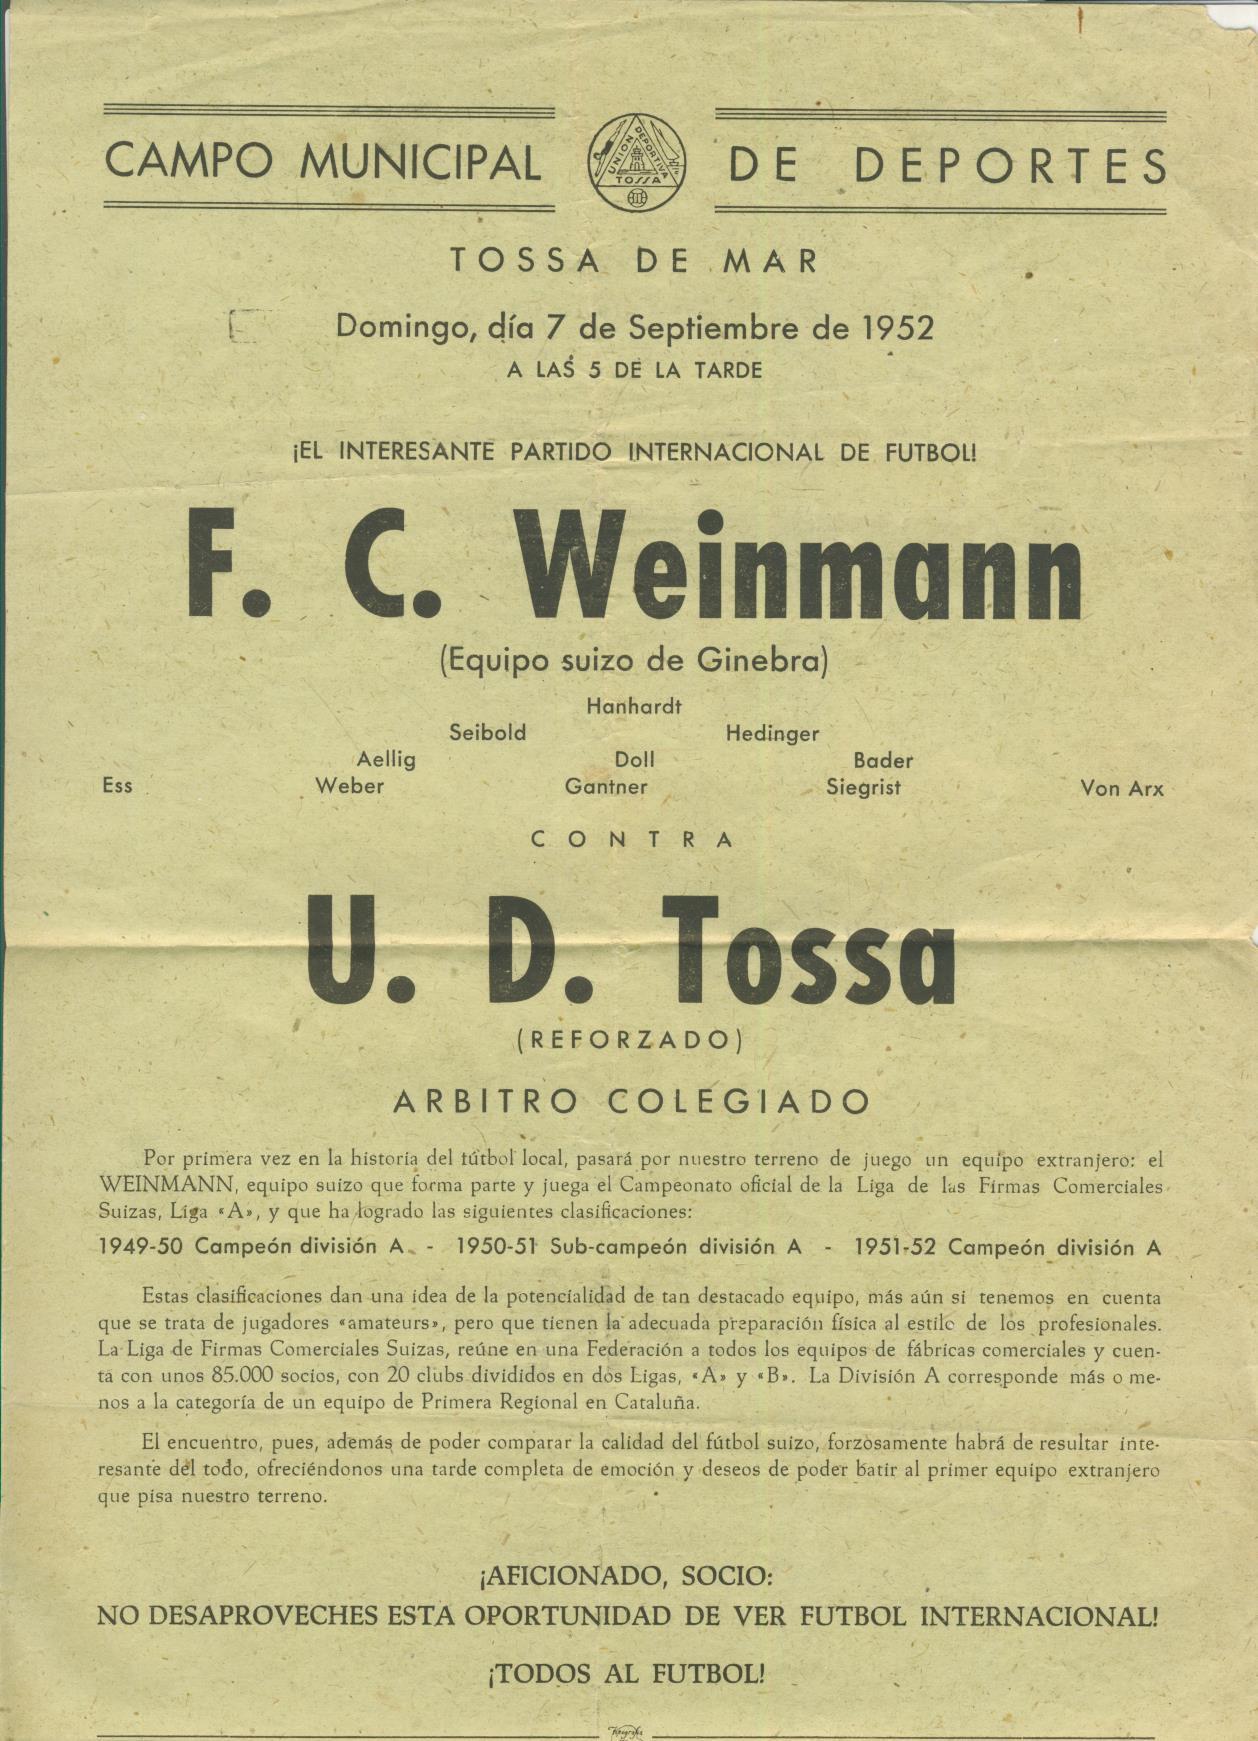 CAMPO MUNICIPAL DE DEPORTES
UNION DEPORTIVA
TOSSA
TOSSA DE MAR
Domingo, día 7 de Septiembre de 1952
A LAS 5 DE LA TARDE
¡EL INTERESANTE PARTIDO INTERNACIONAL DE FUTBOL!
F. C. Weinmann
(Equipo suizo de Ginebra)
Hanhardt
Seibold Hedinger
Aellig Doll Bader
Ess Weber Gantner Siegrist Von Arx
CONTRA
U. D. Tossa
(REFORZADO)
ARBITRO COLEGIADO
Por primera vez en la historia del tútbol local, pasará por nuestro terreno de juego un equipo extranjero: el
WEINMANN, equipo suizo que forma parte y juega el Campeonato oficial de la Liga de las Firmas Comerciales
Suizas, Liga «A», y que ha logrado las siguientes clasificaciones:
1949-50 Campeón división A - 1950-51 Sub-campeón división A - 1951-52 Campeón división A
Estas clasificaciones dan una idea de la potencialidad de tan destacado equipo, más aún si tenemos en cuenta
que se trata de jugadores «amateurs», pero que tienen la adecuada preparación física al estilo de los profesionales.
La Liga de Firmas Comerciales Suizas, reúne en una Federación a todos los equipos de fábricas comerciales y cuen-
ta con unos 85.000 socios, con 20 clubs divididos en dos Ligas, «A» y «B». La División A corresponde más o me-
nos a la categoría de un equipo de Primera Regional en Cataluña.
El encuentro, pues, además de poder comparar la calidad del fútbol suizo, forzosamente habrá de resultar inte-
resante del todo, ofreciéndonos una tarde completa de emoción y deseos de poder batir al primer equipo extranjero
que pisa nuestro terreno.
¡AFICIONADO, SOCIO:
NO DESAPROVECHES ESTA OPORTUNIDAD DE VER FUTBOL INTERNACIONAL!
¡TODOS AL FUTBOL!